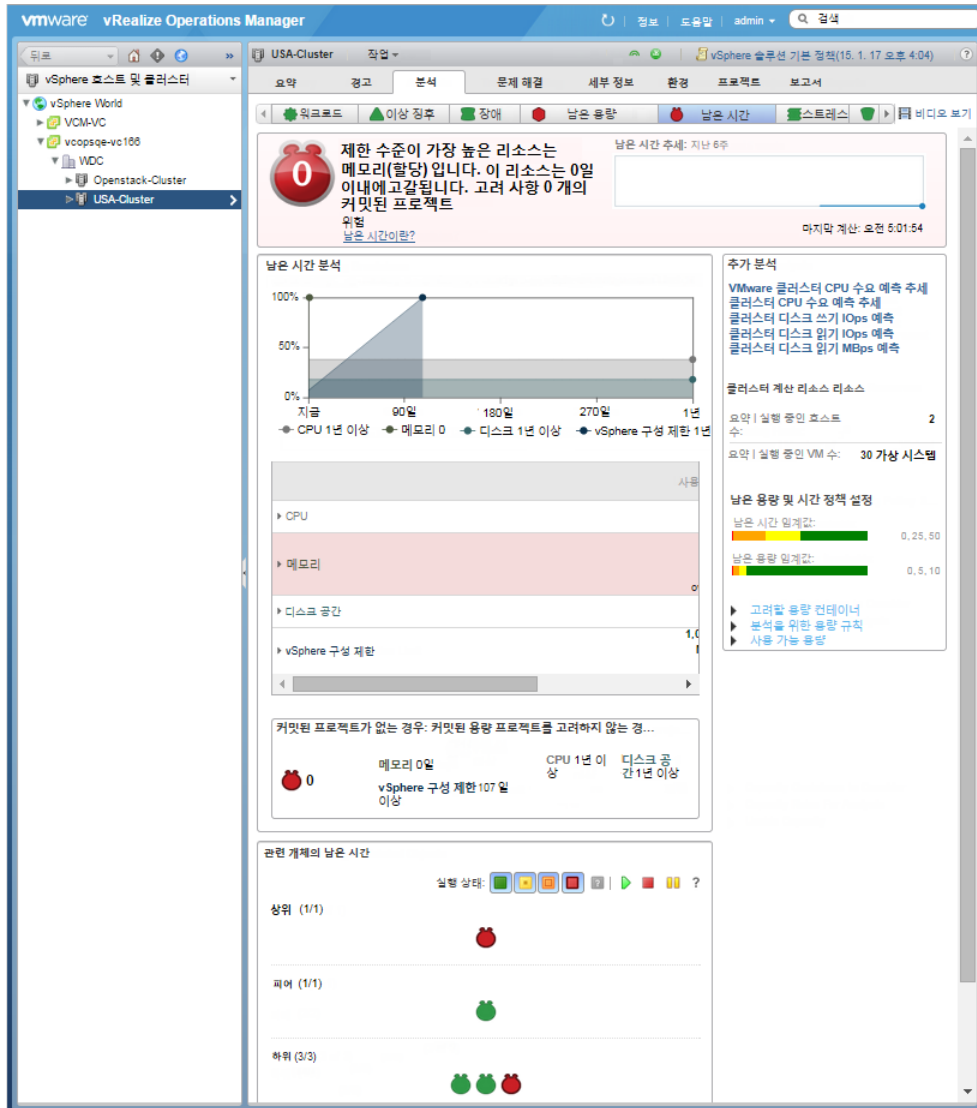 vmware vRealize Operations Manager
정보 도움말 admin 검색
뒤로
vSphere 호스트 및 클러스터
vSphere World
VCM-VC
vcopsqe-vc166
WDC
Openstack-Cluster
USA-Cluster
USA-Cluster 작업 vSphere 솔루션 기본 정책(15. 1. 17 오후 4:04)
요약 경고 분석 문제 해결 세부 정보 환경 프로젝트 보고서
워크로드 이상 징후 장애 남은 용량 남은 시간 스트레스 비디오 보기
0
제한 수준이 가장 높은 리소스는
메모리(할당) 입니다. 이 리소스는 0일
이내에고갈됩니다. 고려 사항 0 개의
커밋된 프로젝트
위험
남은 시간이란?
남은 시간 추세: 지난 6주
마지막 계산: 오전 5:01:54
남은 시간 분석
100%
50%
0%
지금 90일 180일 270일 1년
CPU 1년 이상 메모리 0 디스크 1년 이상 vSphere 구성 제한 1년
사용
CPU
메모리
디스크 공간
vSphere 구성 제한
커밋된 프로젝트가 없는 경우: 커밋된 용량 프로젝트를 고려하지 않는 경...
0
메모리 0일
vSphere 구성 제한 107 일
이상
CPU 1년 이
상
디스크 공
간 1년 이상
관련 개체의 남은 시간
실행 상태: ? ?
상위 (1/1)
피어 (1/1)
하위 (3/3)
추가 분석
VMware 클러스터 CPU 수요 예측 추세
클러스터 CPU 수요 예측 추세
클러스터 디스크 쓰기 IOps 예측
클러스터 디스크 읽기 IOps 예측
클러스터 디스크 읽기 MBps 예측
클러스터 계산 리소스 리소스
요약 | 실행 중인 호스트 2
수:
요약 | 실행 중인 VM 수: 30 가상 시스템
남은 용량 및 시간 정책 설정
남은 시간 임계값:
0, 25, 50
남은 용량 임계값:
0, 5, 10
고려할 용량 컨테이너
분석을 위한 용량 규칙
사용 가능 용량